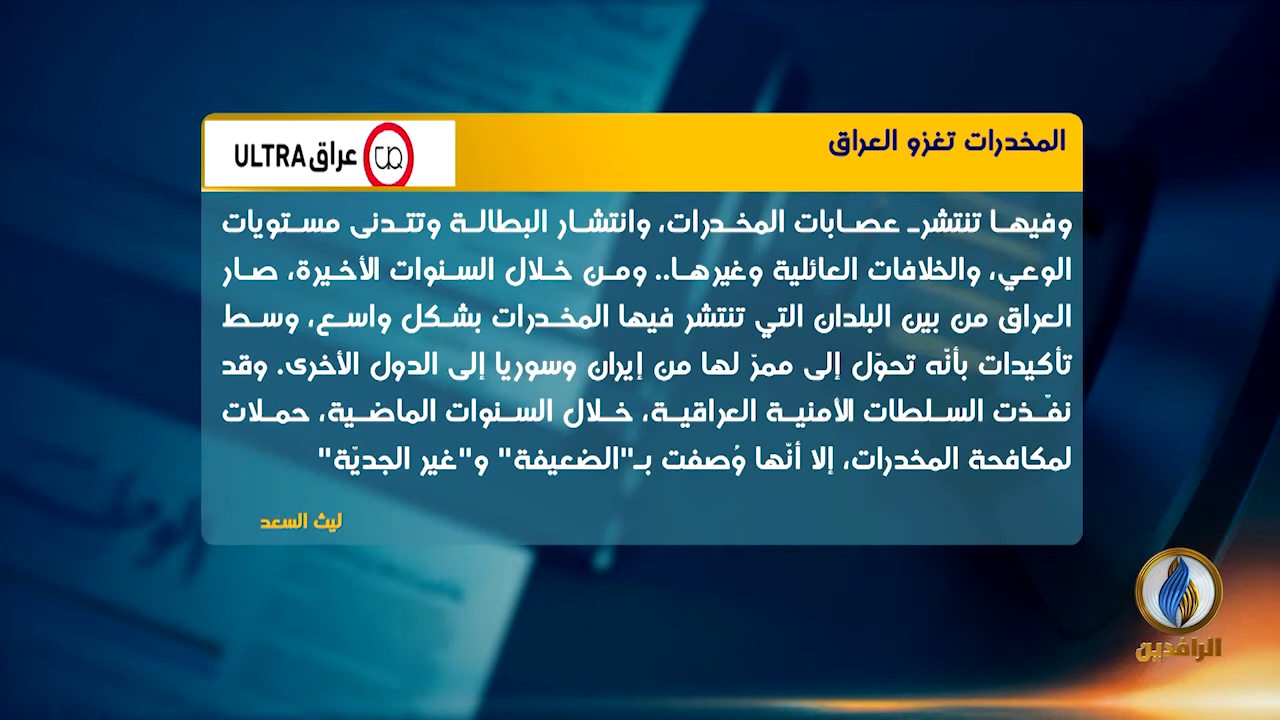 المخدرات تغزو العراق
ULTRA عراق
وفيها تنتشر عصابات المخدرات، وانتشار البطالة وتتدنى مستويات
الوعي، والخلافات العائلية وغيرها.. ومن خلال السنوات الأخيرة، صار
العراق من بين البلدان التي تنتشر فيها المخدرات بشكل واسع، وسط
تأكيدات بأنّه تحوّل إلى ممرّ لها من إيران وسوريا إلى الدول الأخرى. وقد
نفّذت السلطات الأمنية العراقية، خلال السنوات الماضية، حملات
لمكافحة المخدرات، إلا أنّها وُصفت بـ"الضعيفة" و"غير الجديّة"
ليث السعد
الرافدين